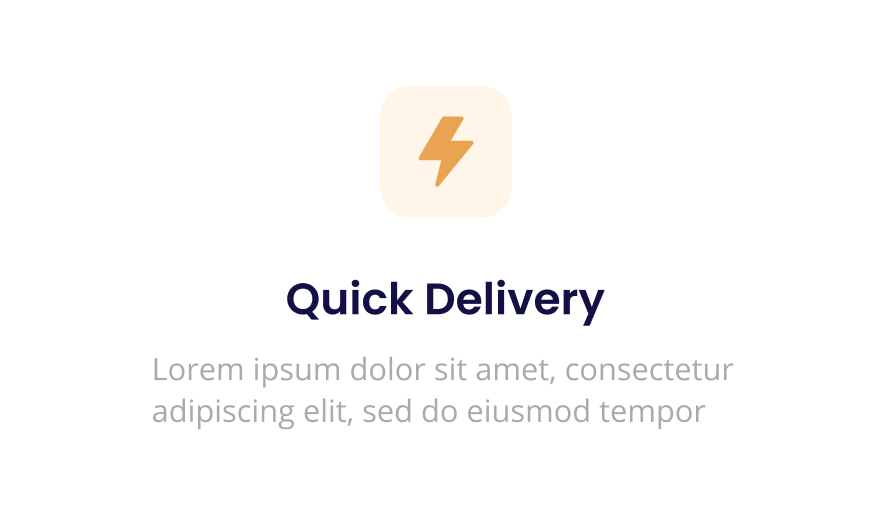 Quick Delivery
Lorem ipsum dolor sit amet, consectetur
adipiscing elit, sed do eiusmod tempor